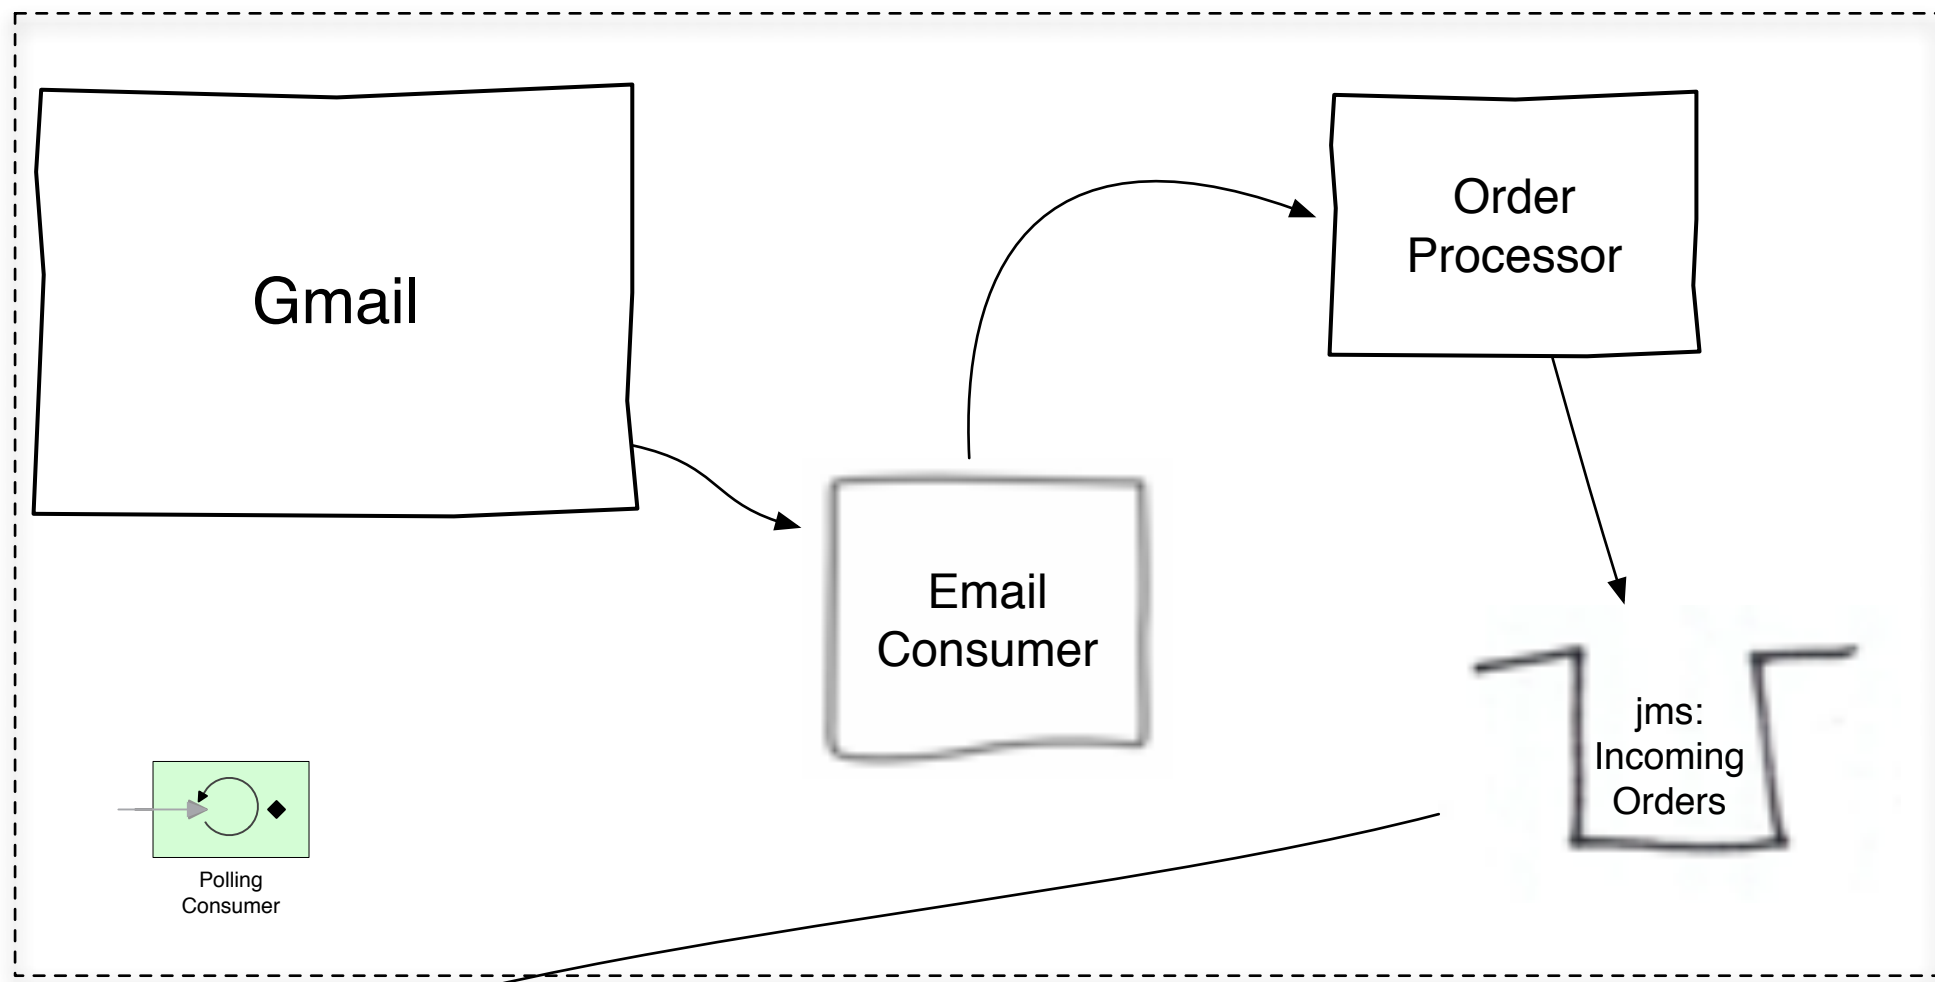 Gmail
Order
Processor
Email
Consumer
jms:
Incoming
Orders
Polling
Consumer